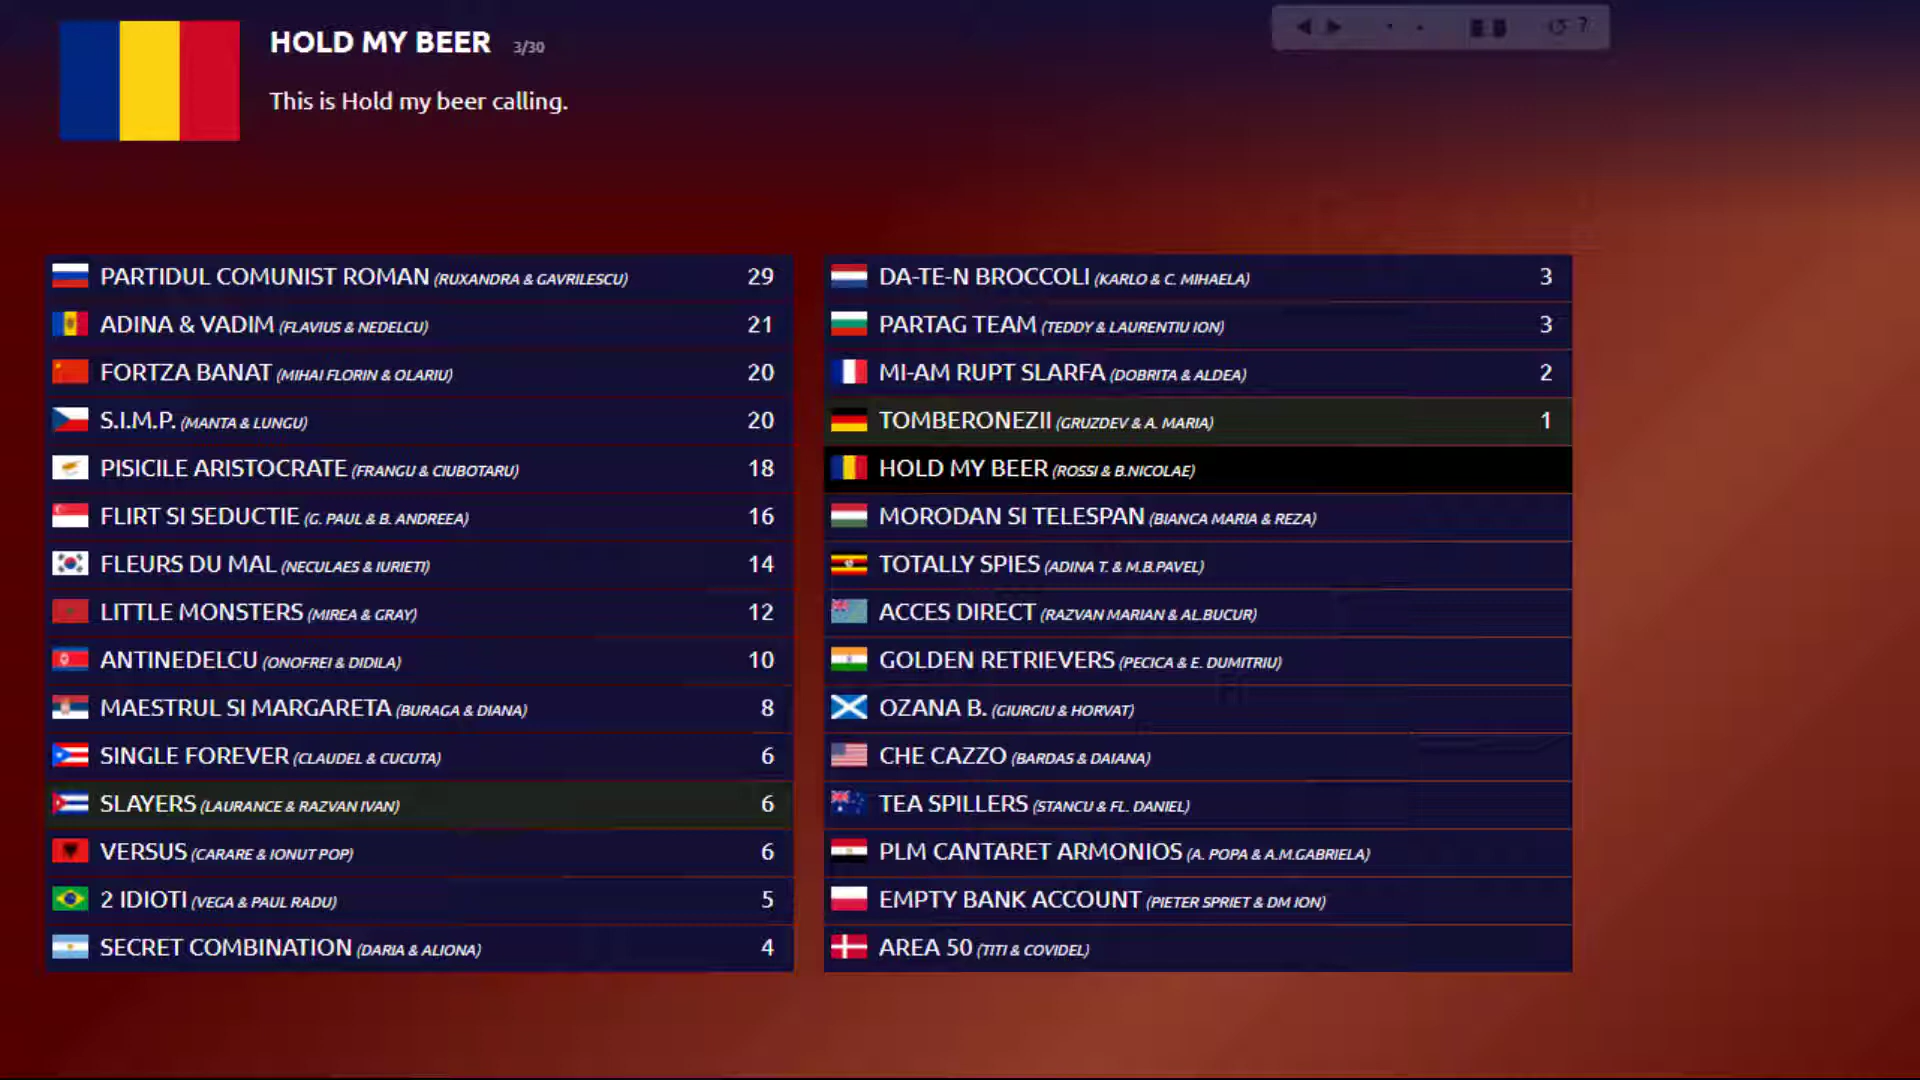 HOLD MY BEER 3/30
This is Hold my beer calling.
?
PARTIDUL COMUNIST ROMAN (RUXANDRA & GAVRILESCU) 29
ADINA & VADIM (FLAVIUS & NEDELCU) 21
FORTZA BANAT (MIHAI FLORIN & OLARIU) 20
S.I.M.P. (MANTA & LUNGU) 20
PISICILE ARISTOCRATE (FRANGU & CIUBOTARU) 18
FLIRT SI SEDUCTIE (G. PAUL & B. ANDREEA) 16
FLEURS DU MAL (NECULAES & IURIETI) 14
LITTLE MONSTERS (MIREA & GRAY) 12
ANTINEDELCU (ONOFREI & DIDILA) 10
MAESTRUL SI MARGARETA (BURAGA & DIANA) 8
SINGLE FOREVER (CLAUDEL & CUCUTA) 6
SLAYERS (LAURANCE & RAZVAN IVAN) 6
VERSUS (CARARE & IONUT POP) 6
2 IDIOTI (VEGA & PAUL RADU) 5
SECRET COMBINATION (DARIA & ALIONA) 4
DA-TE-N BROCCOLI (KARLO & C. MIHAELA) 3
PARTAG TEAM (TEDDY & LAURENTIU ION) 3
MI-AM RUPT SLARFA (DOBRITA & ALDEA) 2
TOMBERONEZII (GRUZDEV & A. MARIA) 1
HOLD MY BEER (ROSSI & B.NICOLAE)
MORODAN SI TELESPAN (BIANCA MARIA & REZA)
TOTALLY SPIES (ADINA T. & M.B.PAVEL)
ACCES DIRECT (RAZVAN MARIAN & AL.BUCUR)
GOLDEN RETRIEVERS (PECICA & E. DUMITRIU)
OZANA B. (GIURGIU & HORVAT)
CHE CAZZO (BARDAS & DAIANA)
TEA SPILLERS (STANCU & FL. DANIEL)
PLM CANTARET ARMONIOS (A. POPA & A.M.GABRIELA)
EMPTY BANK ACCOUNT (PIETER SPRIET & DM ION)
AREA 50 (TITI & COVIDEL)